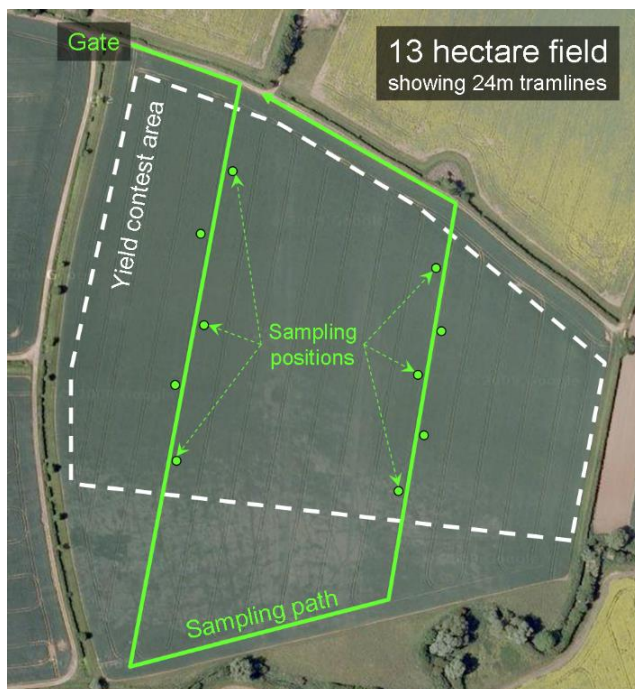 Gate
13 hectare field
showing 24m tramlines
Yield contest area
Sampling
positions
Sampling path